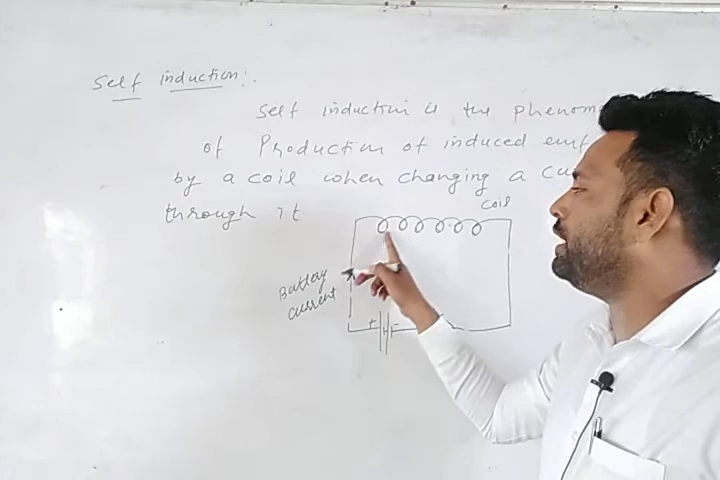 Self induction:.
Self induction is the phenom
of Production of induced emf
by a coil when changing a cu
through it
coil
Battery
current
+ -